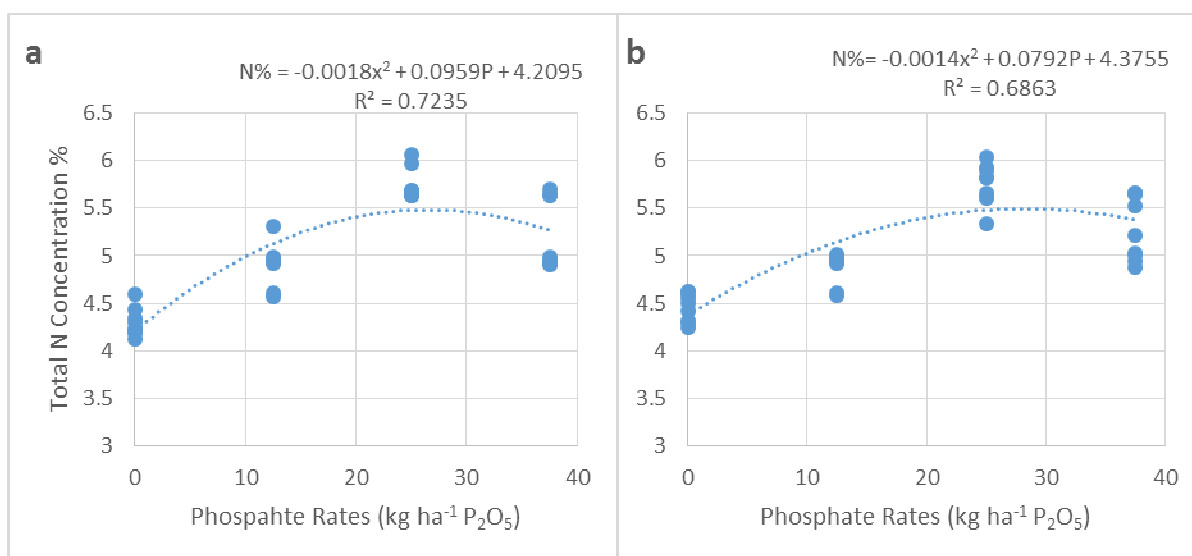 a
N% = -0.0018x² + 0.0959P + 4.2095
R² = 0.7235
6.5
6
5.5
5
4.5
4
3.5
3
Total N Concentration %
0
10
20
30
40
Phospahte Rates (kg ha⁻¹ P₂O₅)
b
N%= -0.0014x² + 0.0792P + 4.3755
R² = 0.6863
6.5
6
5.5
5
4.5
4
3.5
3
0
10
20
30
40
Phosphate Rates (kg ha⁻¹ P₂O₅)